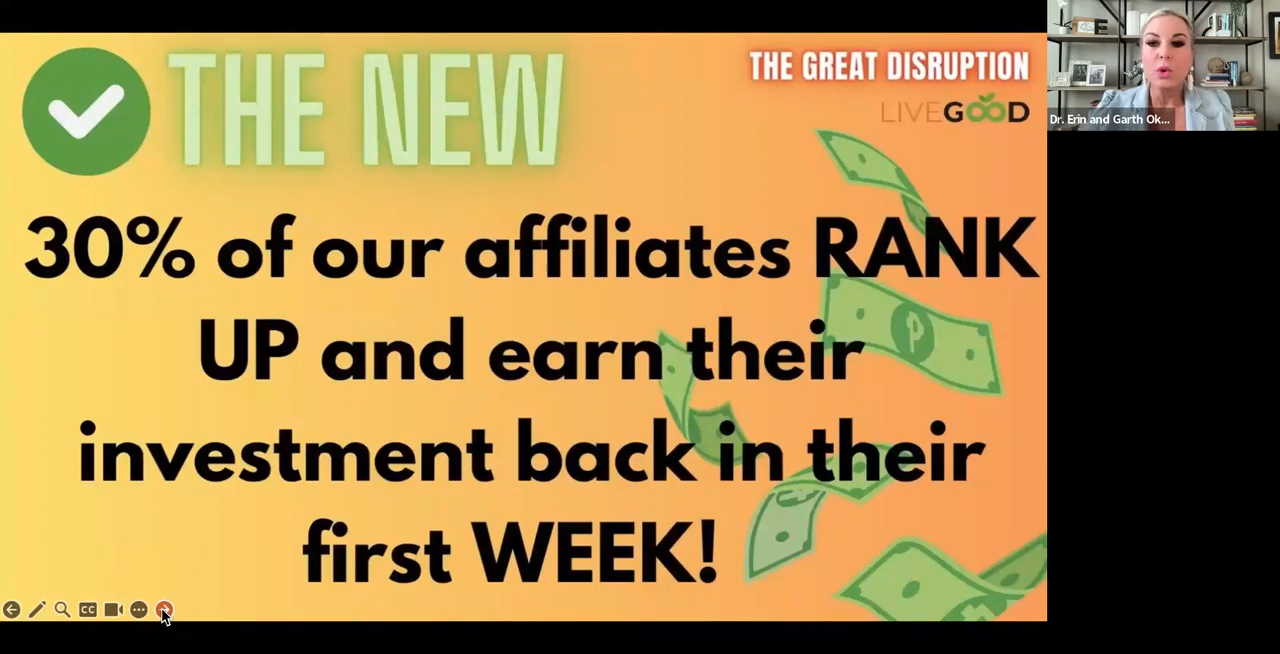 THE NEW
THE GREAT DISRUPTION
LIVEGOOD
Dr. Erin and Garth Ok...
30% of our affiliates RANK
UP and earn their
investment back in their
first WEEK!
CC